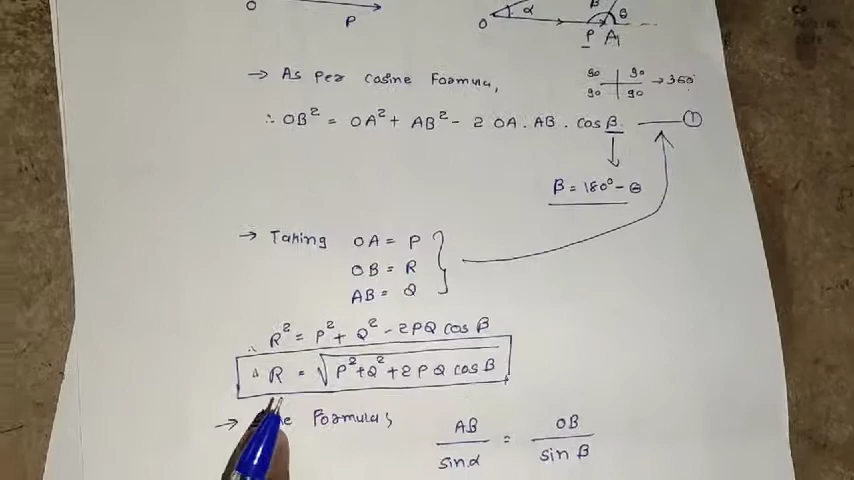 O P
O α B θ
P A
→ As Per Cosine Formula,
90 90 → 360°
90 90
∴ OB² = OA² + AB² - 2 OA . AB . cos β ①
β = 180° - θ
→ Taking OA = P
OB = R
AB = Q
∴ R² = P² + Q² - 2PQ cos β
∴ R = √P²+Q²+2PQ cos β
→ Formula; AB / sin α = OB / sin β